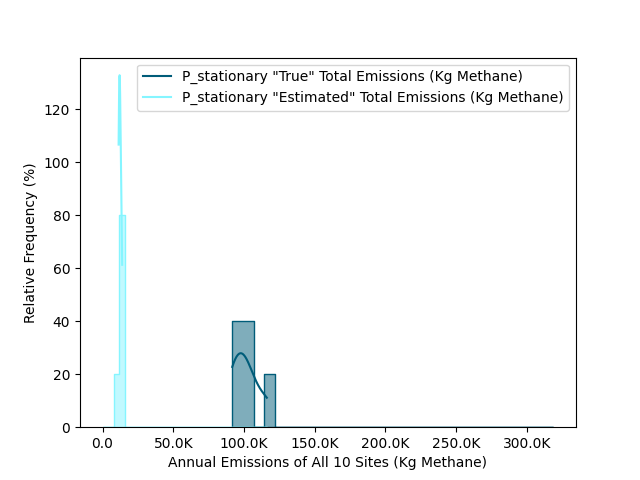 P_stationary "True" Total Emissions (Kg Methane)
P_stationary "Estimated" Total Emissions (Kg Methane)
Relative Frequency (%)
120
100
80
60
40
20
0
0.0 50.0K 100.0K 150.0K 200.0K 250.0K 300.0K
Annual Emissions of All 10 Sites (Kg Methane)